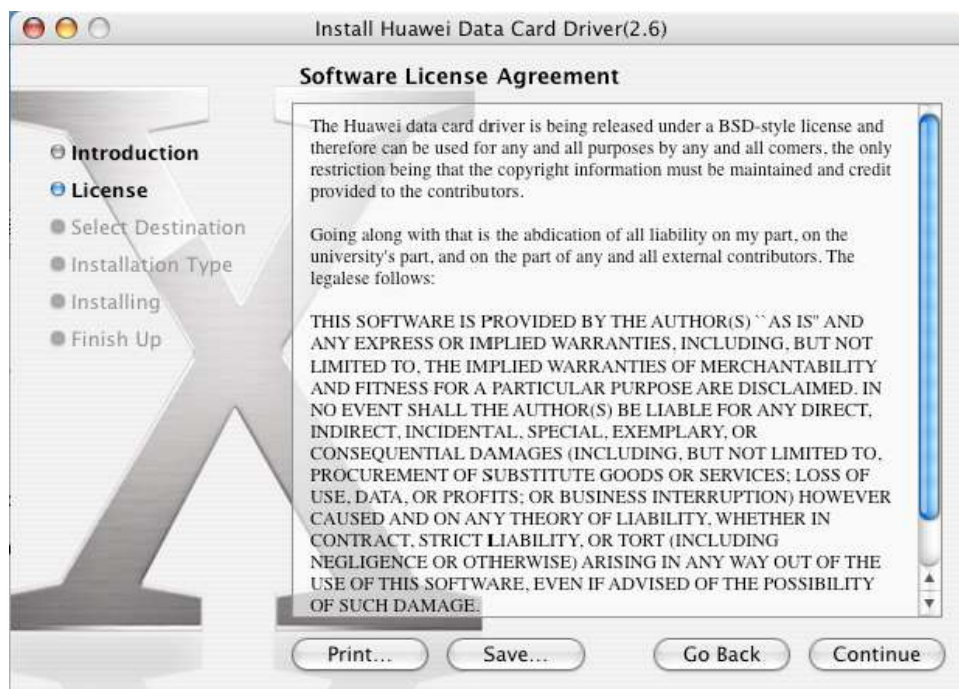 Install Huawei Data Card Driver(2.6)
Software License Agreement
Introduction
License
Select Destination
Installation Type
Installing
Finish Up
The Huawei data card driver is being released under a BSD-style license and
therefore can be used for any and all purposes by any and all comers, the only
restriction being that the copyright information must be maintained and credit
provided to the contributors.
Going along with that is the abdication of all liability on my part, on the
university's part, and on the part of any and all external contributors. The
legalese follows:
THIS SOFTWARE IS PROVIDED BY THE AUTHOR(S) ``AS IS'' AND
ANY EXPRESS OR IMPLIED WARRANTIES, INCLUDING, BUT NOT
LIMITED TO, THE IMPLIED WARRANTIES OF MERCHANTABILITY
AND FITNESS FOR A PARTICULAR PURPOSE ARE DISCLAIMED. IN
NO EVENT SHALL THE AUTHOR(S) BE LIABLE FOR ANY DIRECT,
INDIRECT, INCIDENTAL, SPECIAL, EXEMPLARY, OR
CONSEQUENTIAL DAMAGES (INCLUDING, BUT NOT LIMITED TO,
PROCUREMENT OF SUBSTITUTE GOODS OR SERVICES; LOSS OF
USE, DATA, OR PROFITS; OR BUSINESS INTERRUPTION) HOWEVER
CAUSED AND ON ANY THEORY OF LIABILITY, WHETHER IN
CONTRACT, STRICT LIABILITY, OR TORT (INCLUDING
NEGLIGENCE OR OTHERWISE) ARISING IN ANY WAY OUT OF THE
USE OF THIS SOFTWARE, EVEN IF ADVISED OF THE POSSIBILITY
OF SUCH DAMAGE.
Print...
Save...
Go Back
Continue